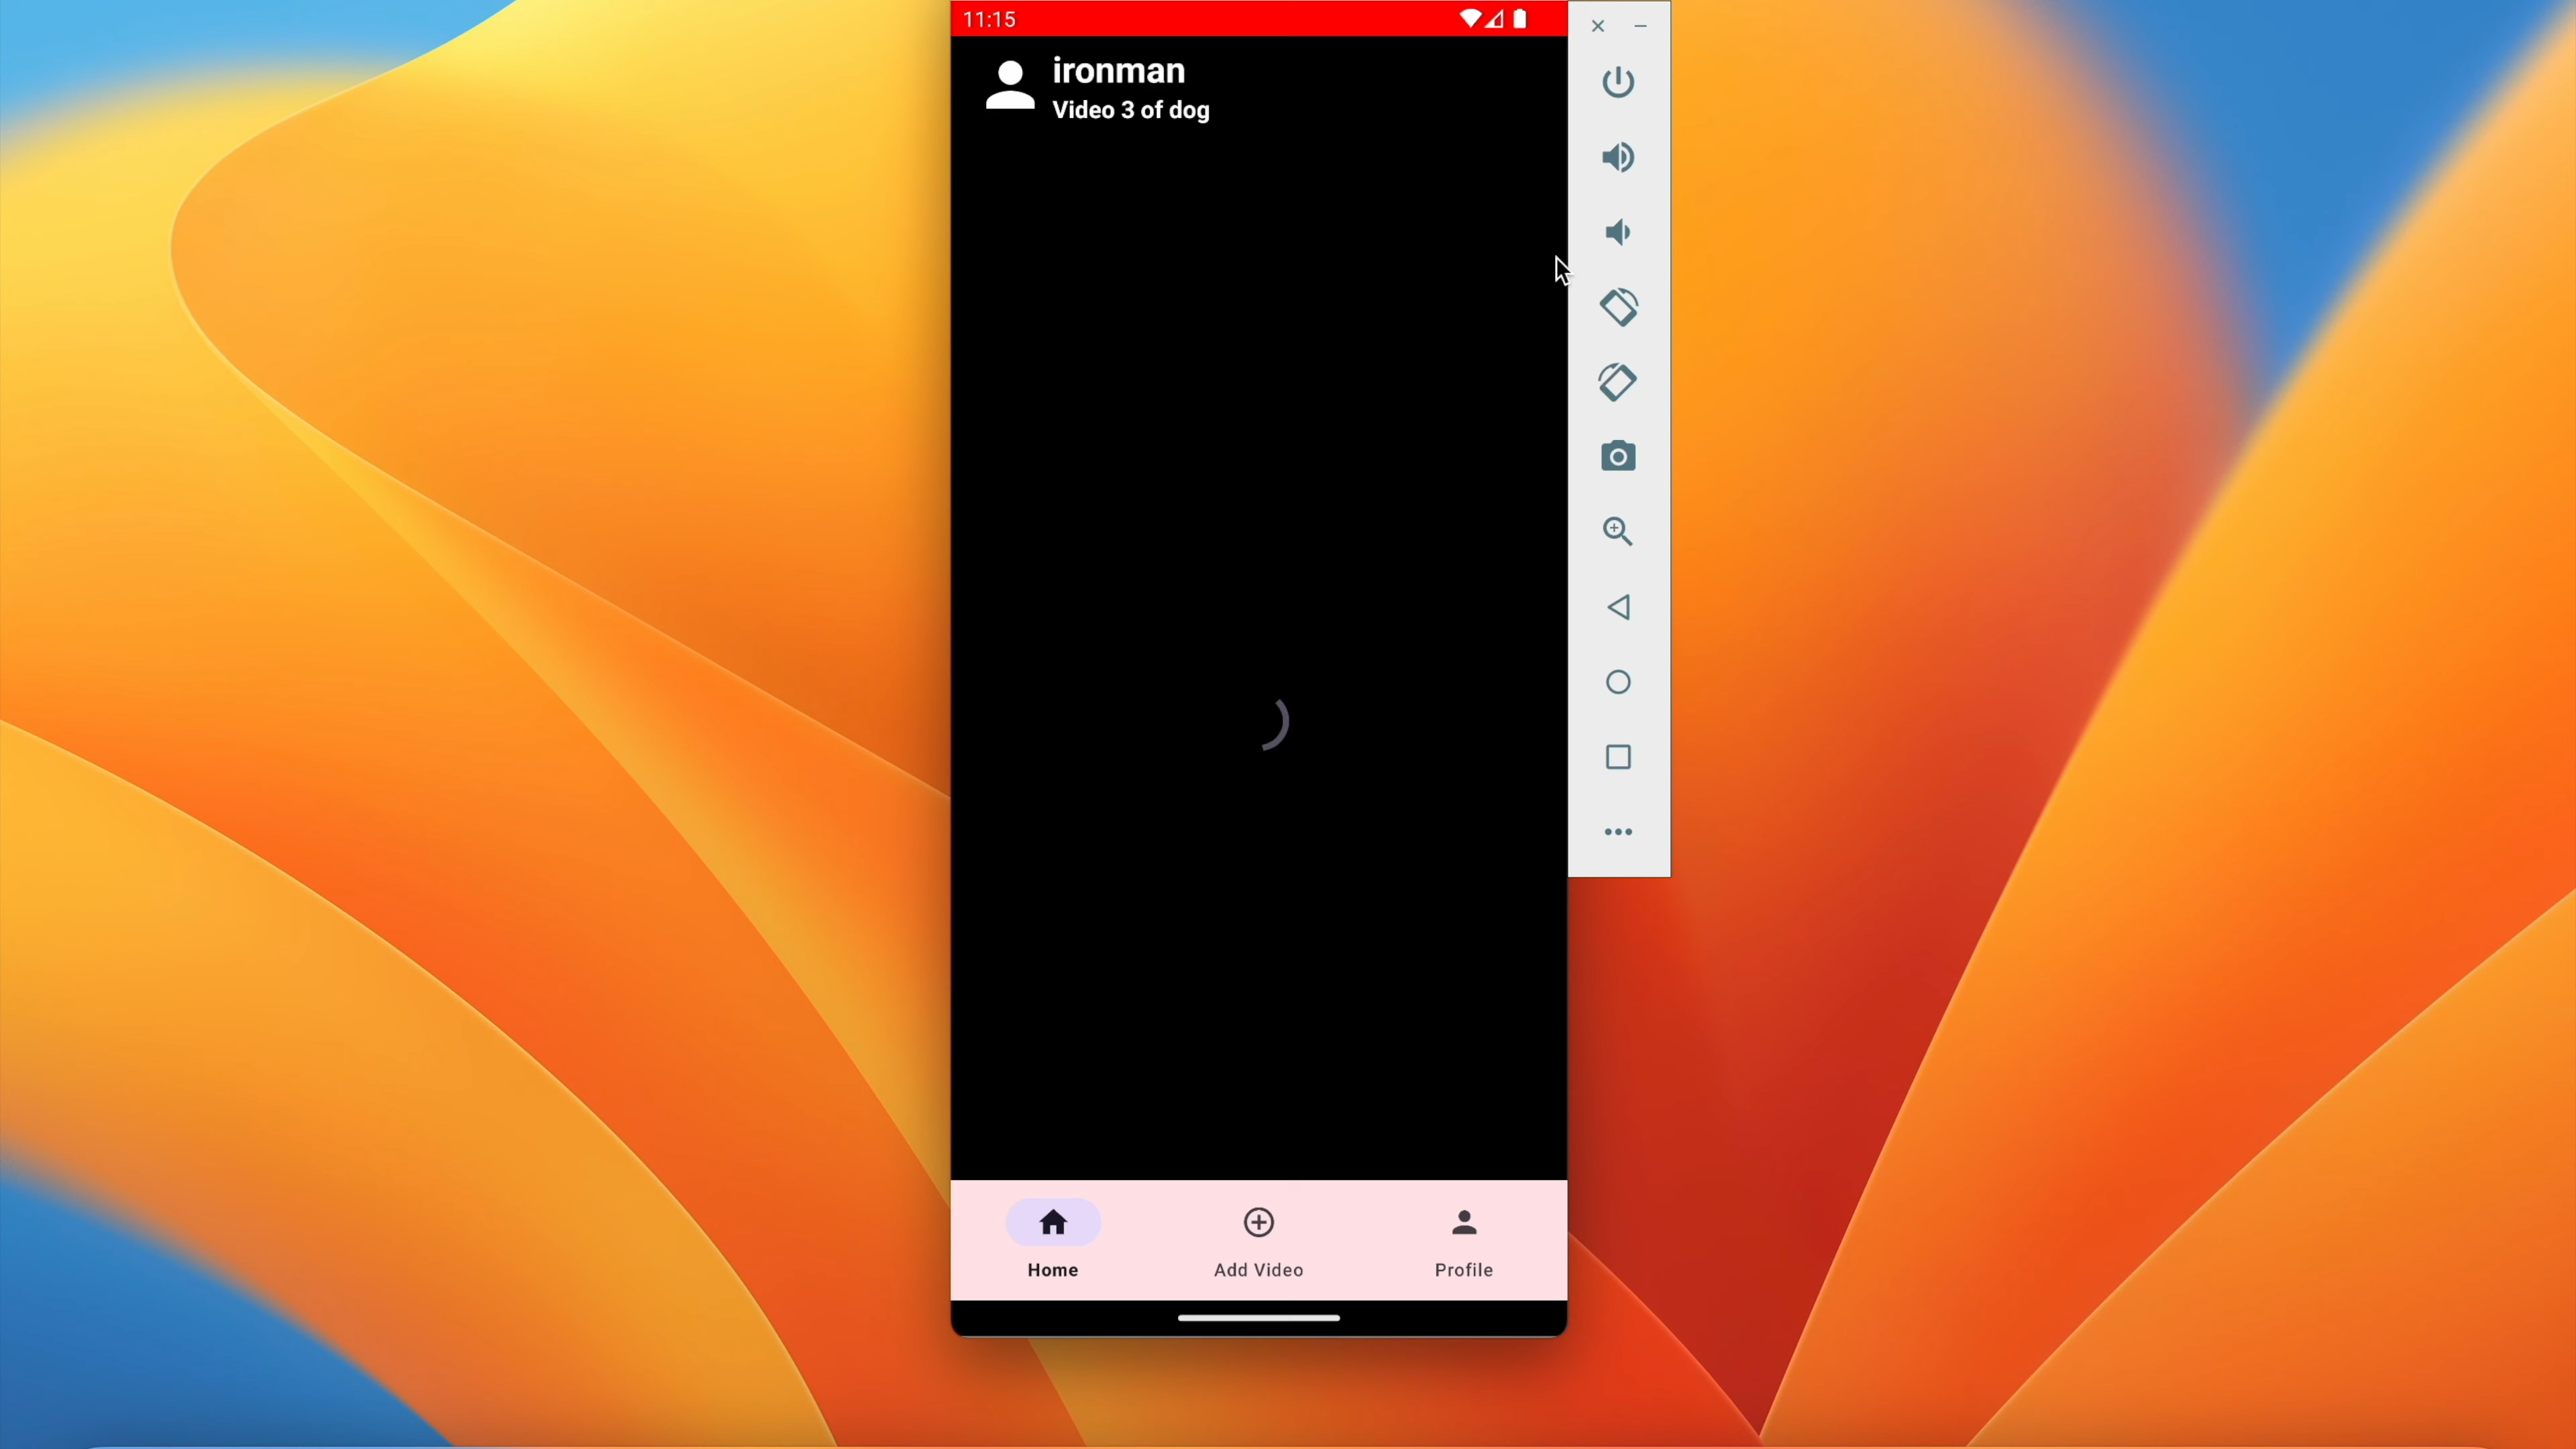 11:15
ironman
Video 3 of dog
Home
Add Video
Profile